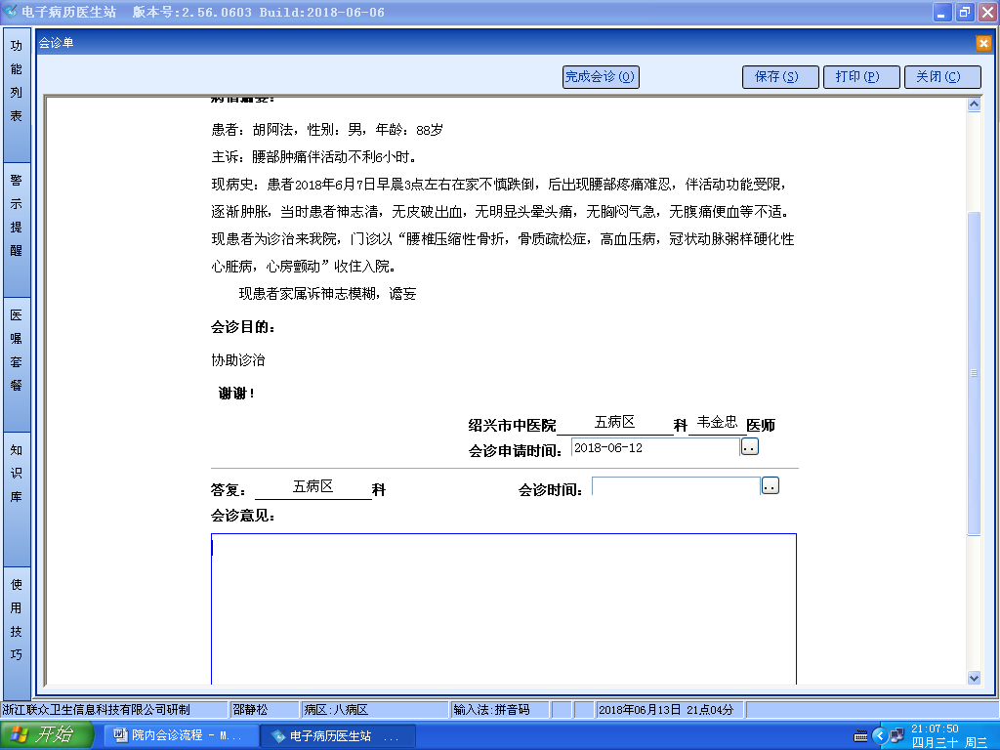 电子病历医生站 版本号:2.56.0603 Build:2018-06-06
会诊单
完成会诊(O) 保存(S) 打印(P) 关闭(C)
功能列表
警示提醒
医嘱套餐
知识库
使用技巧
病情摘要：
患者：胡阿法，性别：男，年龄：88岁
主诉：腰部肿痛伴活动不利6小时。
现病史：患者2018年6月7日早晨3点左右在家不慎跌倒，后出现腰部疼痛难忍，伴活动功能受限，
逐渐肿胀，当时患者神志清，无皮破出血，无明显头晕头痛，无胸闷气急，无腹痛便血等不适。
现患者为诊治来我院，门诊以“腰椎压缩性骨折，骨质疏松症，高血压病，冠状动脉粥样硬化性
心脏病，心房颤动”收住入院。
现患者家属诉神志模糊，谵妄
会诊目的：
协助诊治
谢谢！
绍兴市中医院 五病区 科 韦金忠 医师
会诊申请时间： 2018-06-12 ..
答复： 五病区 科 会诊时间： ..
会诊意见：
浙江联众卫生信息科技有限公司研制 邵静松 病区:八病区 输入法:拼音码 2018年06月13日 21点04分
开始 院内会诊流程 - M... 电子病历医生站 ... 21:07:50
四月三十 周三